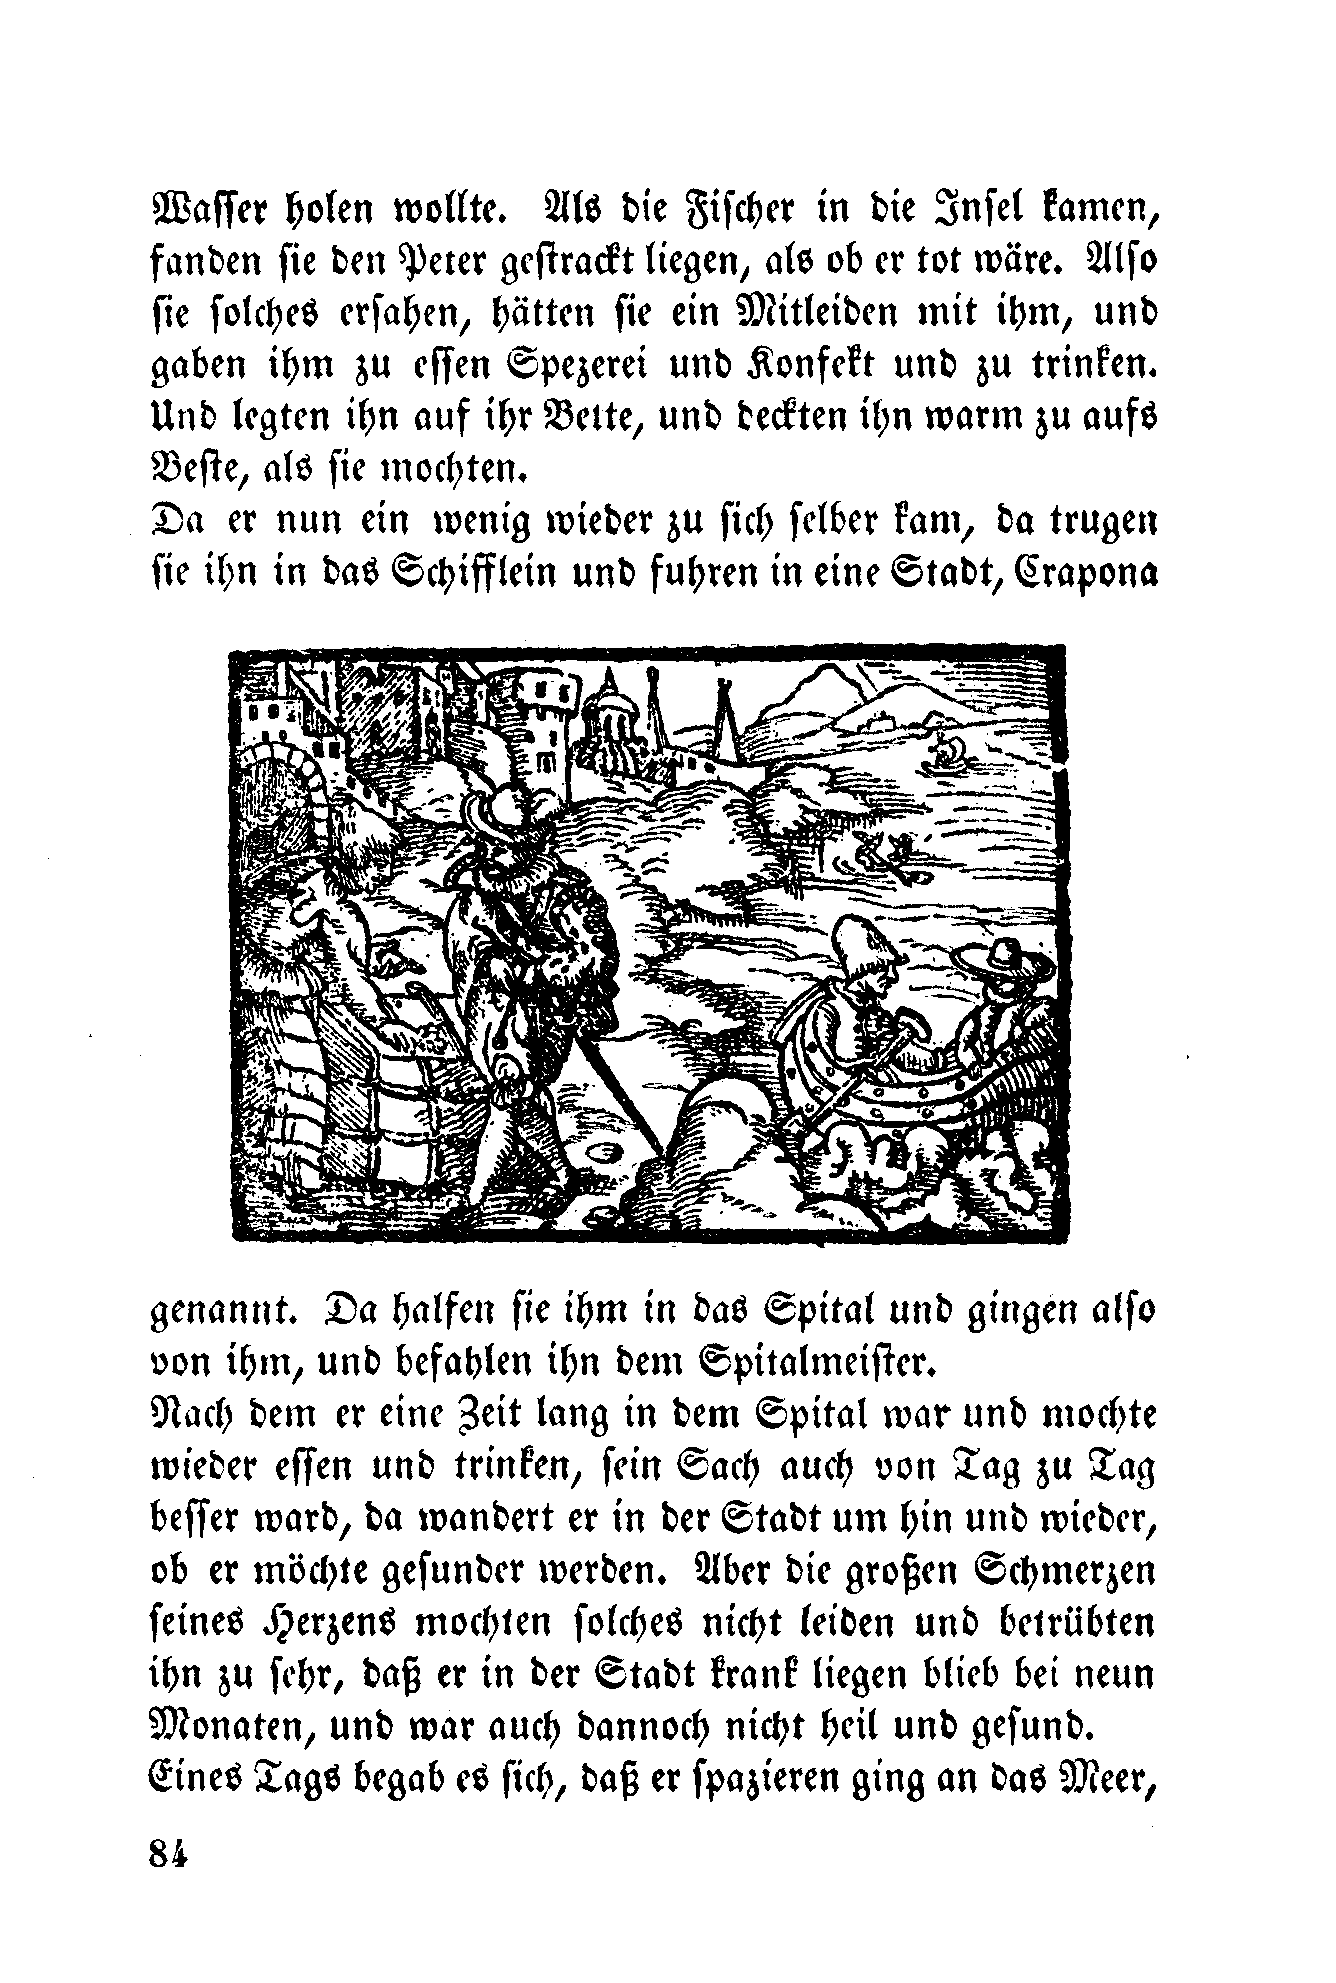 Wasser holen wollte. Als die Fischer in die Insel kamen,
fanden sie den Peter gestrackt liegen, als ob er tot wäre. Also
sie solches ersahen, hätten sie ein Mitleiden mit ihm, und
gaben ihm zu essen Spezerei und Konfekt und zu trinken.
Und legten ihn auf ihr Bette, und deckten ihn warm zu aufs
Beste, als sie mochten.
Da er nun ein wenig wieder zu sich selber kam, da trugen
sie ihn in das Schifflein und fuhren in eine Stadt, Crapona
genannt. Da halfen sie ihm in das Spital und gingen also
von ihm, und befahlen ihn dem Spitalmeister.
Nach dem er eine Zeit lang in dem Spital war und mochte
wieder essen und trinken, sein Sach auch von Tag zu Tag
besser ward, da wandert er in der Stadt um hin und wieder,
ob er möchte gesunder werden. Aber die großen Schmerzen
seines Herzens mochten solches nicht leiden und betrübten
ihn zu sehr, daß er in der Stadt krank liegen blieb bei neun
Monaten, und war auch dannoch nicht heil und gesund.
Eines Tags begab es sich, daß er spazieren ging an das Meer,
84